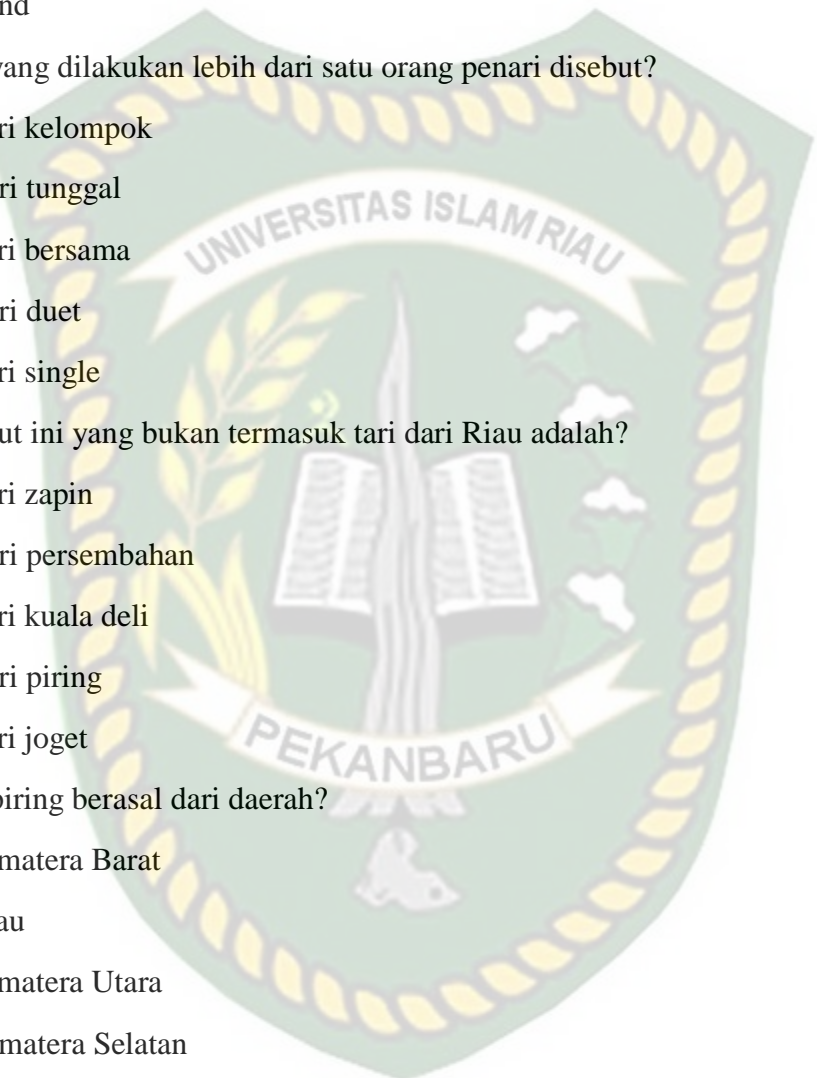 nd
yang dilakukan lebih dari satu orang penari disebut?
ri kelompok
ri tunggal
UNIVERSITAS ISLAM RIAU
ri bersama
ri duet
ri single
ut ini yang bukan termasuk tari dari Riau adalah?
ri zapin
ri persembahan
ri kuala deli
ri piring
ri joget
PEKANBARU
piring berasal dari daerah?
matera Barat
au
matera Utara
matera Selatan